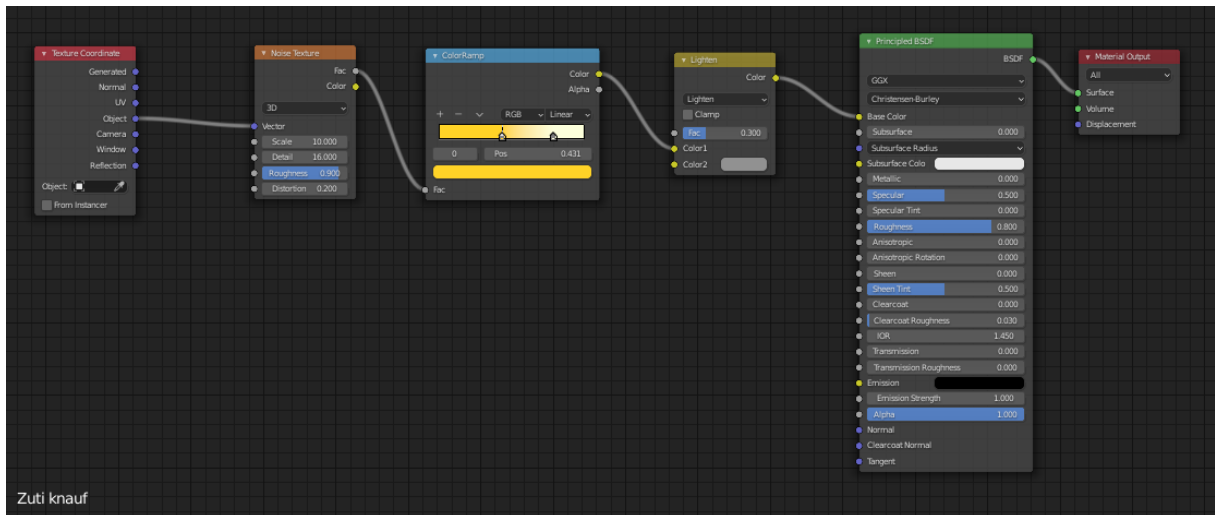 Texture Coordinate
Generated
Normal
UV
Object
Camera
Window
Reflection
Object:
From Instancer
Noise Texture
Fac
Color
3D
Vector
Scale 10.000
Detail 16.000
Roughness 0.900
Distortion 0.200
ColorRamp
Color
Alpha
+ − RGB Linear
0 Pos 0.431
Fac
Lighten
Color
Lighten
Clamp
Fac 0.300
Color1
Color2
Principled BSDF
BSDF
GGX
Christensen-Burley
Base Color
Subsurface 0.000
Subsurface Radius
Subsurface Colo
Metallic 0.000
Specular 0.500
Specular Tint 0.000
Roughness 0.800
Anisotropic 0.000
Anisotropic Rotation 0.000
Sheen 0.000
Sheen Tint 0.500
Clearcoat 0.000
Clearcoat Roughness 0.030
IOR 1.450
Transmission 0.000
Transmission Roughness 0.000
Emission
Emission Strength 1.000
Alpha 1.000
Normal
Clearcoat Normal
Tangent
Material Output
All
Surface
Volume
Displacement
Zuti knauf